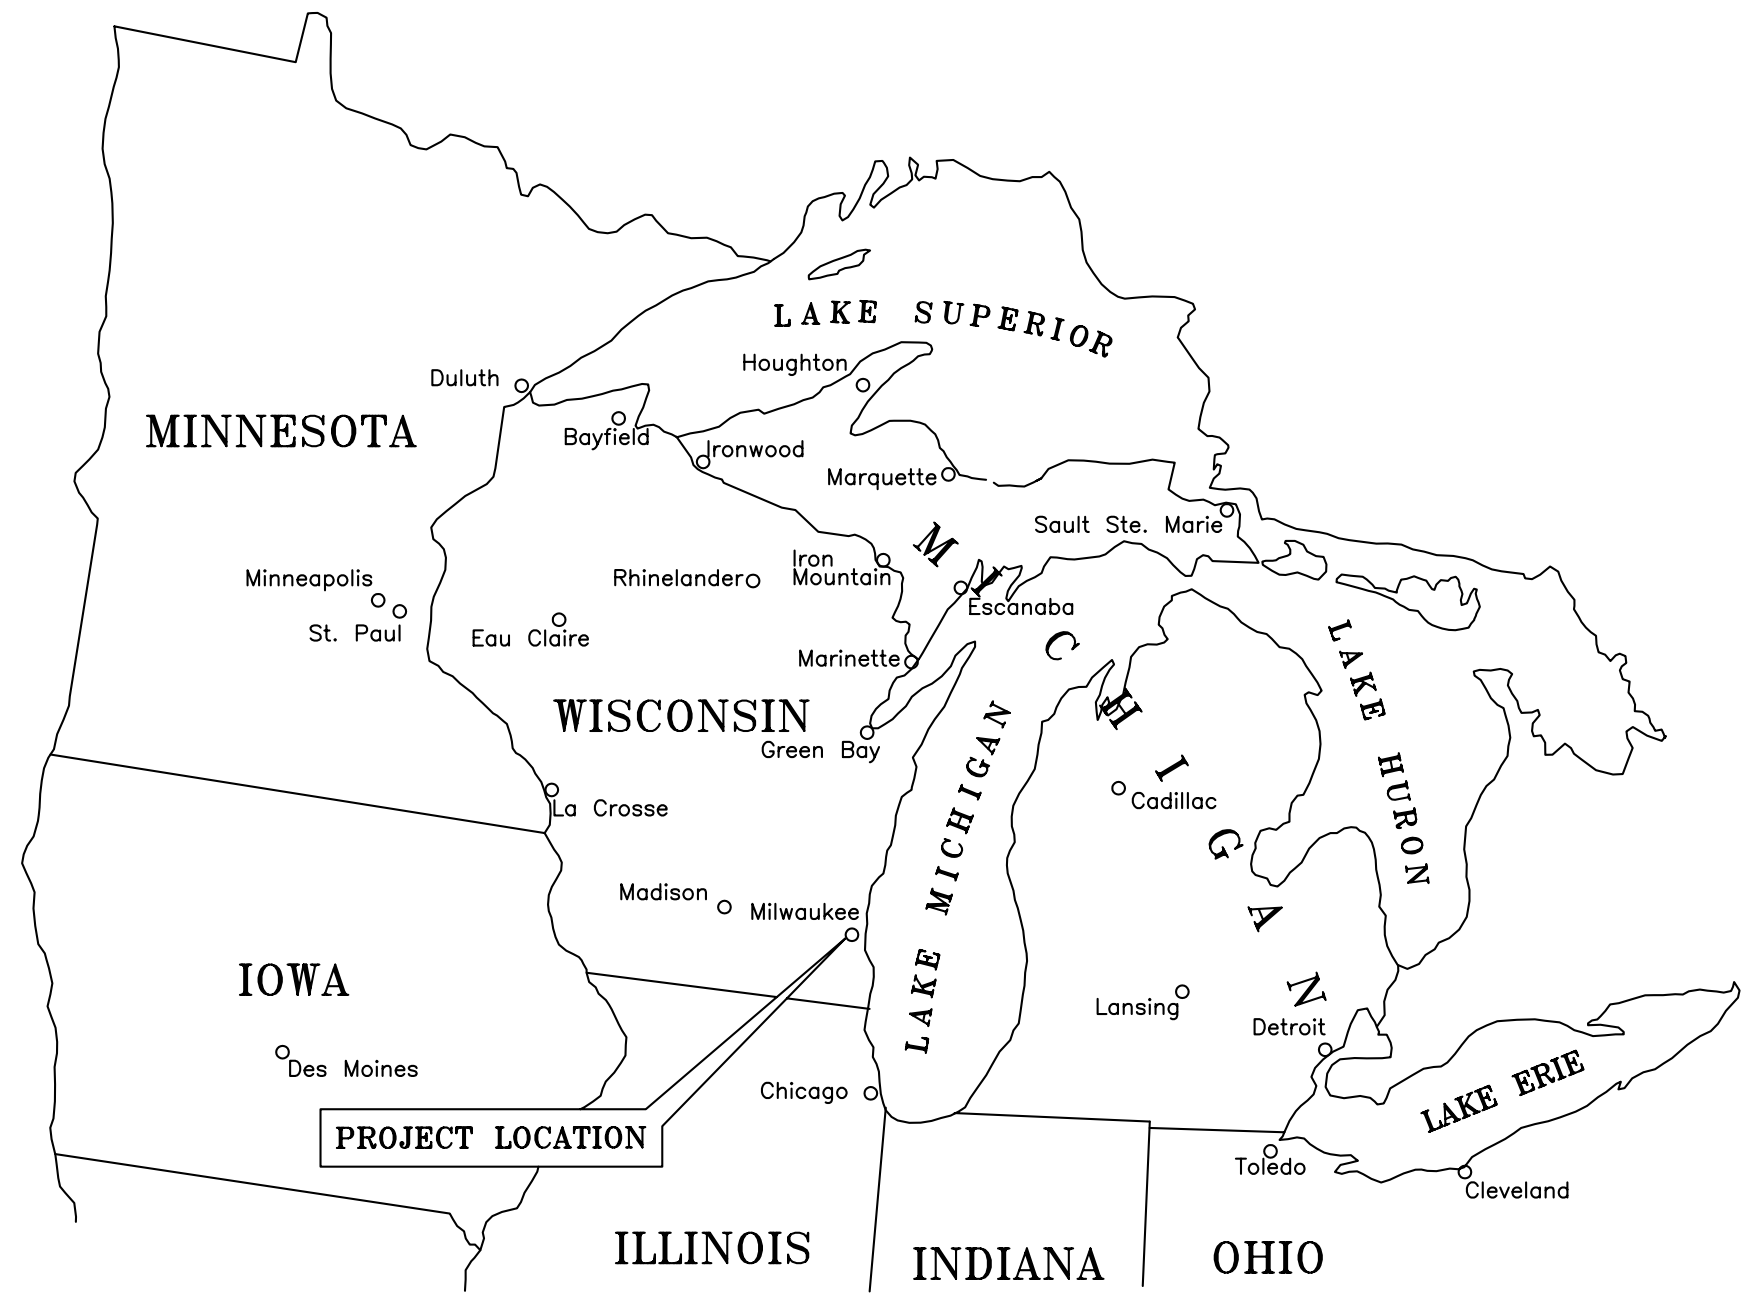 LAKE SUPERIOR
Houghton
Duluth
MINNESOTA
Bayfield
Ironwood
Marquette
Sault Ste. Marie
MICHIGAN
Iron
Mountain
Minneapolis
Rhinelander
Escanaba
St. Paul
Eau Claire
Marinette
LAKE HURON
WISCONSIN
Green Bay
LAKE MICHIGAN
La Crosse
Cadillac
Madison
Milwaukee
IOWA
Lansing
Detroit
Des Moines
Chicago
LAKE ERIE
PROJECT LOCATION
Toledo
Cleveland
ILLINOIS
INDIANA
OHIO